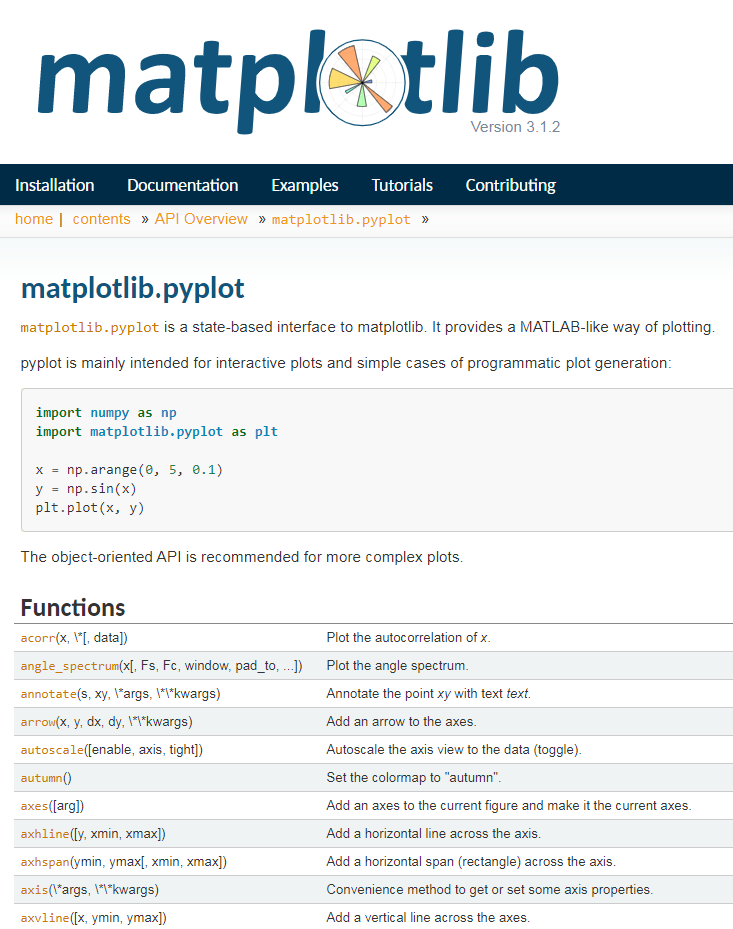 matplotlib
Version 3.1.2
Installation Documentation Examples Tutorials Contributing
home | contents » API Overview » matplotlib.pyplot »
matplotlib.pyplot
matplotlib.pyplot is a state-based interface to matplotlib. It provides a MATLAB-like way of plotting.
pyplot is mainly intended for interactive plots and simple cases of programmatic plot generation:
import numpy as np
import matplotlib.pyplot as plt
x = np.arange(0, 5, 0.1)
y = np.sin(x)
plt.plot(x, y)
The object-oriented API is recommended for more complex plots.
Functions
acorr(x, \*[, data]) Plot the autocorrelation of x.
angle_spectrum(x[, Fs, Fc, window, pad_to, ...]) Plot the angle spectrum.
annotate(s, xy, \*args, \*\*kwargs) Annotate the point xy with text text.
arrow(x, y, dx, dy, \*\*kwargs) Add an arrow to the axes.
autoscale([enable, axis, tight]) Autoscale the axis view to the data (toggle).
autumn() Set the colormap to "autumn".
axes([arg]) Add an axes to the current figure and make it the current axes.
axhline([y, xmin, xmax]) Add a horizontal line across the axis.
axhspan(ymin, ymax[, xmin, xmax]) Add a horizontal span (rectangle) across the axis.
axis(\*args, \*\*kwargs) Convenience method to get or set some axis properties.
axvline([x, ymin, ymax]) Add a vertical line across the axes.